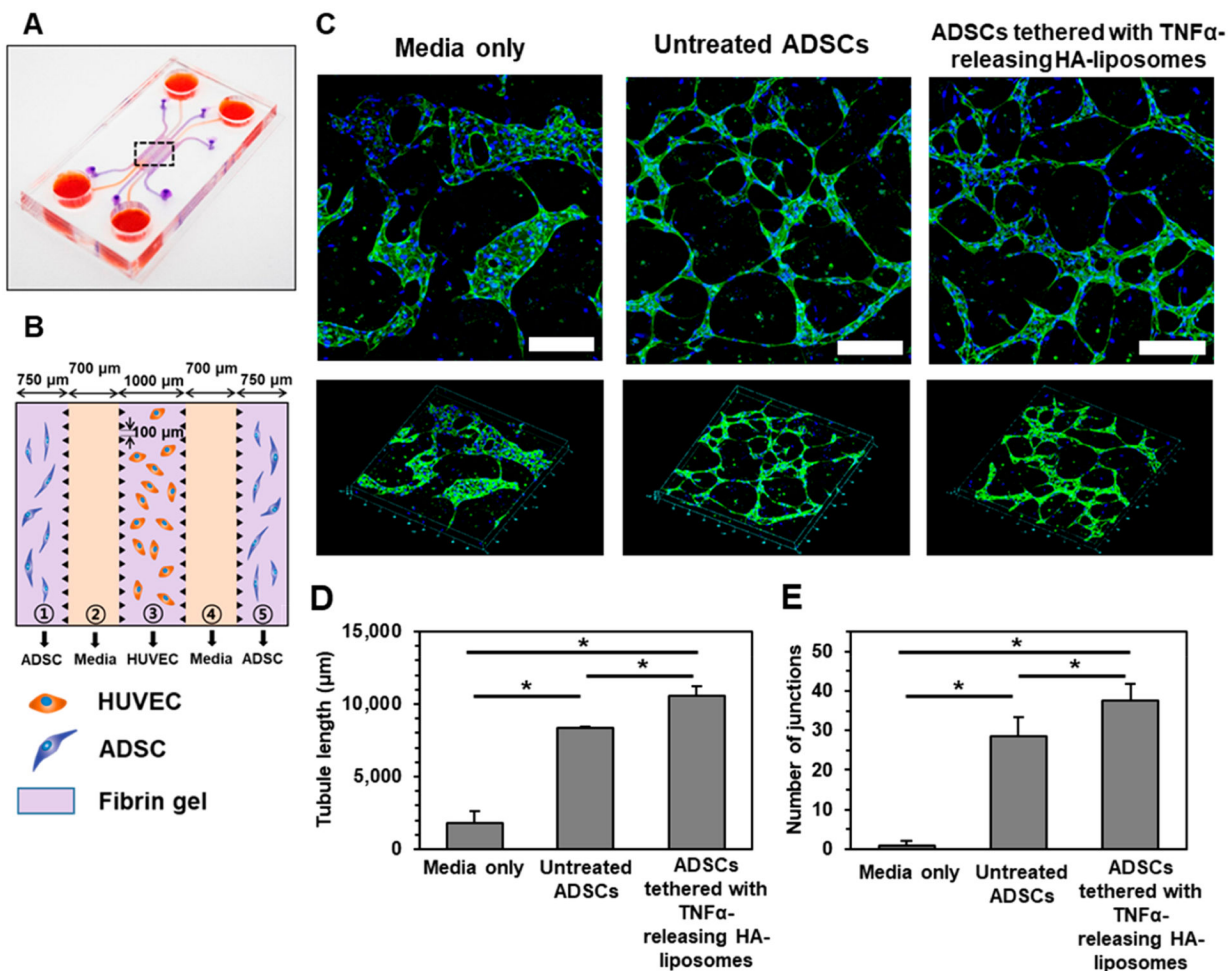 A
B
750 µm
700 µm
1000 µm
700 µm
750 µm
100 µm
① ② ③ ④ ⑤
ADSC Media HUVEC Media ADSC
HUVEC
ADSC
Fibrin gel
C
Media only
Untreated ADSCs
ADSCs tethered with TNFα-
releasing HA-liposomes
D
Tubule length (µm)
15,000
10,000
5,000
0
*
*
*
Media only
Untreated
ADSCs
ADSCs
tethered with
TNFα-
releasing HA-
liposomes
E
Number of junctions
50
40
30
20
10
0
*
*
*
Media only
Untreated
ADSCs
ADSCs
tethered with
TNFα-
releasing HA-
liposomes